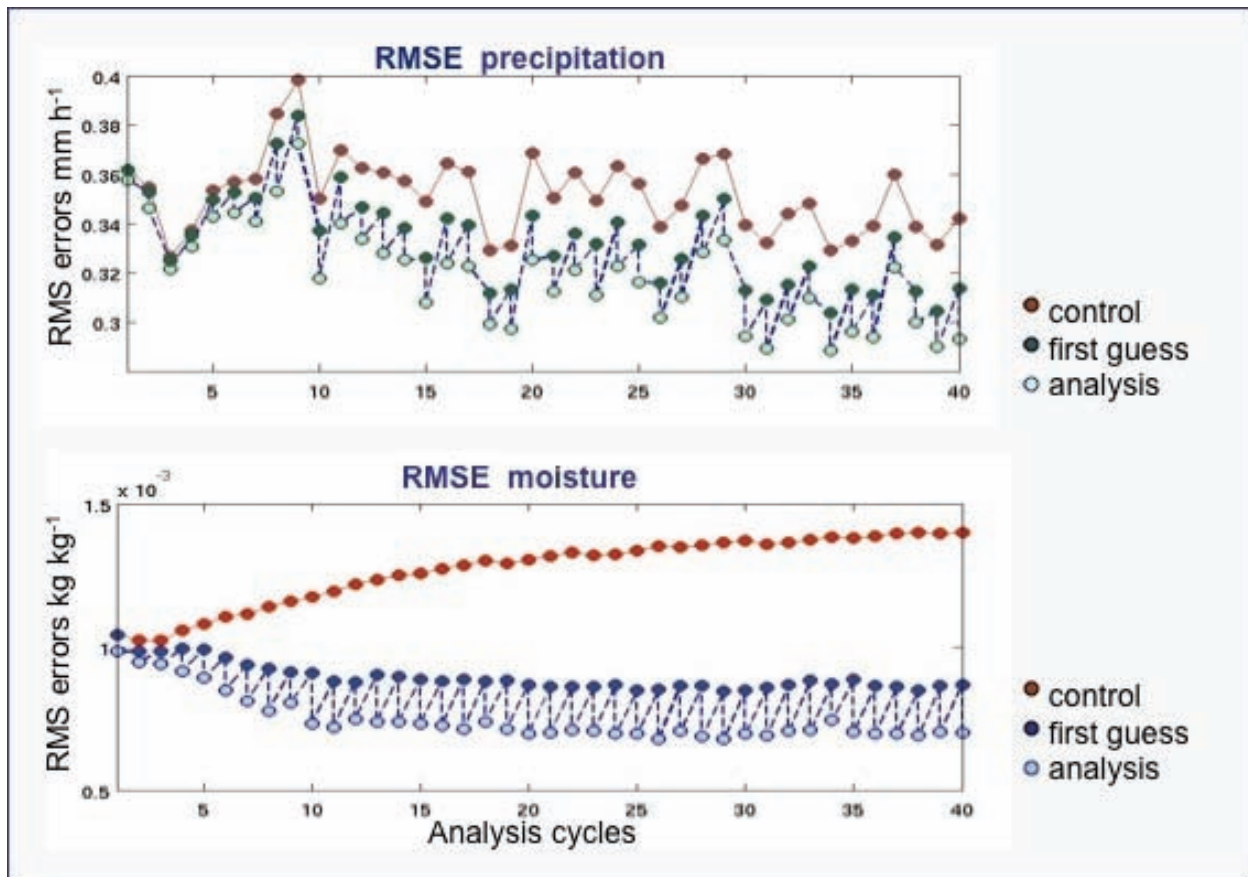 RMSE precipitation
RMS errors mm h-1
0.4
0.38
0.36
0.34
0.32
0.3
5 10 15 20 25 30 35 40
control
first guess
analysis
RMSE moisture
x 10-3
RMS errors kg kg-1
1.5
1
0.5
5 10 15 20 25 30 35 40
Analysis cycles
control
first guess
analysis